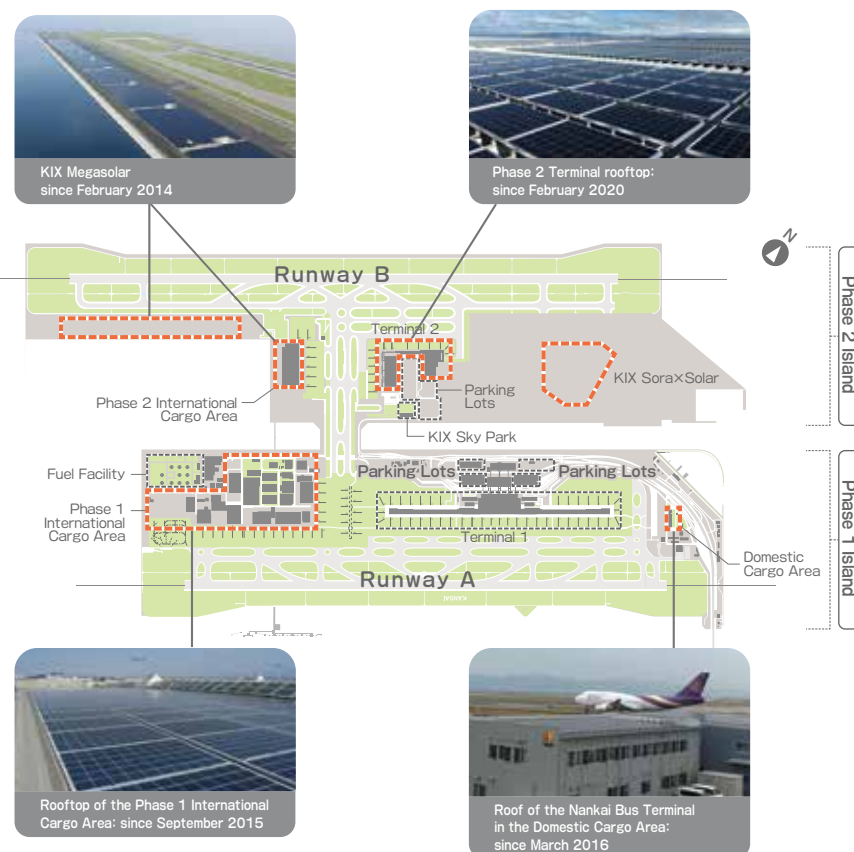 KIX Megasolar
since February 2014
Phase 2 Terminal rooftop:
since February 2020
N
Runway B
Terminal 2
KIX Sora×Solar
Parking
Lots
Phase 2 International
Cargo Area
KIX Sky Park
Phase 2 Island
Fuel Facility
Parking Lots
Parking Lots
Phase 1
International
Cargo Area
Terminal 1
Domestic
Cargo Area
Runway A
KANSAI
Phase 1 Island
Rooftop of the Phase 1 International
Cargo Area: since September 2015
Roof of the Nankai Bus Terminal
in the Domestic Cargo Area:
since March 2016